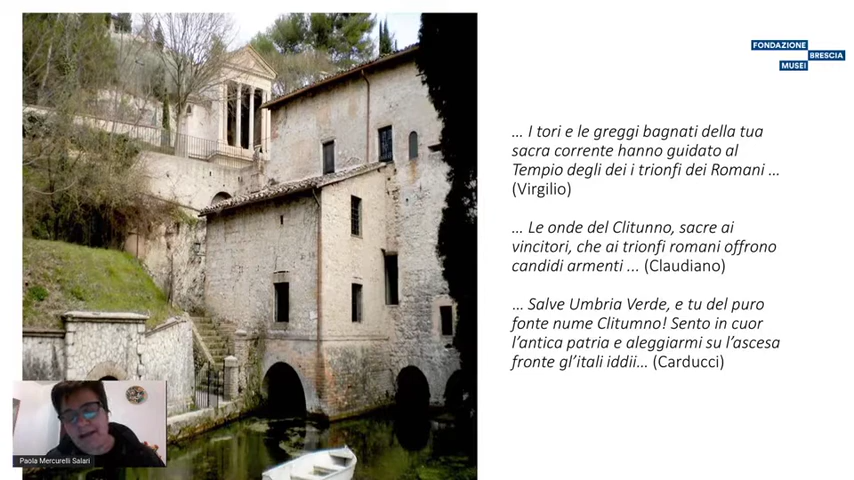 FONDAZIONE
BRESCIA
MUSEI
… I tori e le greggi bagnati della tua
sacra corrente hanno guidato al
Tempio degli dei i trionfi dei Romani …
(Virgilio)
… Le onde del Clitunno, sacre ai
vincitori, che ai trionfi romani offrono
candidi armenti ... (Claudiano)
… Salve Umbria Verde, e tu del puro
fonte nume Clitumno! Sento in cuor
l’antica patria e aleggiarmi su l’ascesa
fronte gl’itali iddii… (Carducci)
Paola Mercurelli Salari